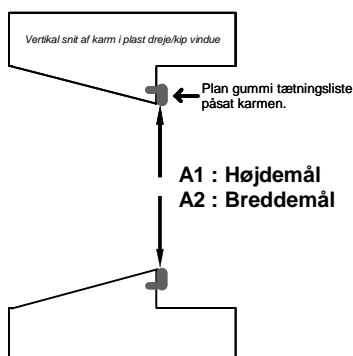 Vertikal snit af karm i plast dreje/kip vindue
Plan gummi tætningsliste
påsat karmen.
A1 : Højdemål
A2 : Breddemål